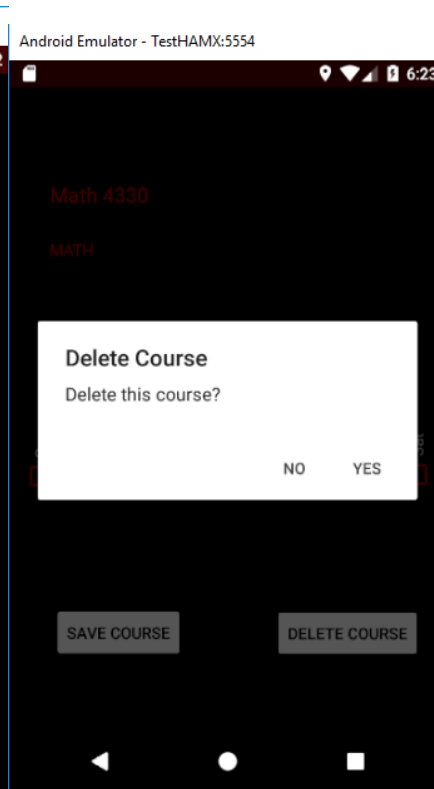 Android Emulator - TestHAMX:5554
6:23
Math 4330
MATH
Delete Course
Delete this course?
Sat
NO YES
SAVE COURSE DELETE COURSE